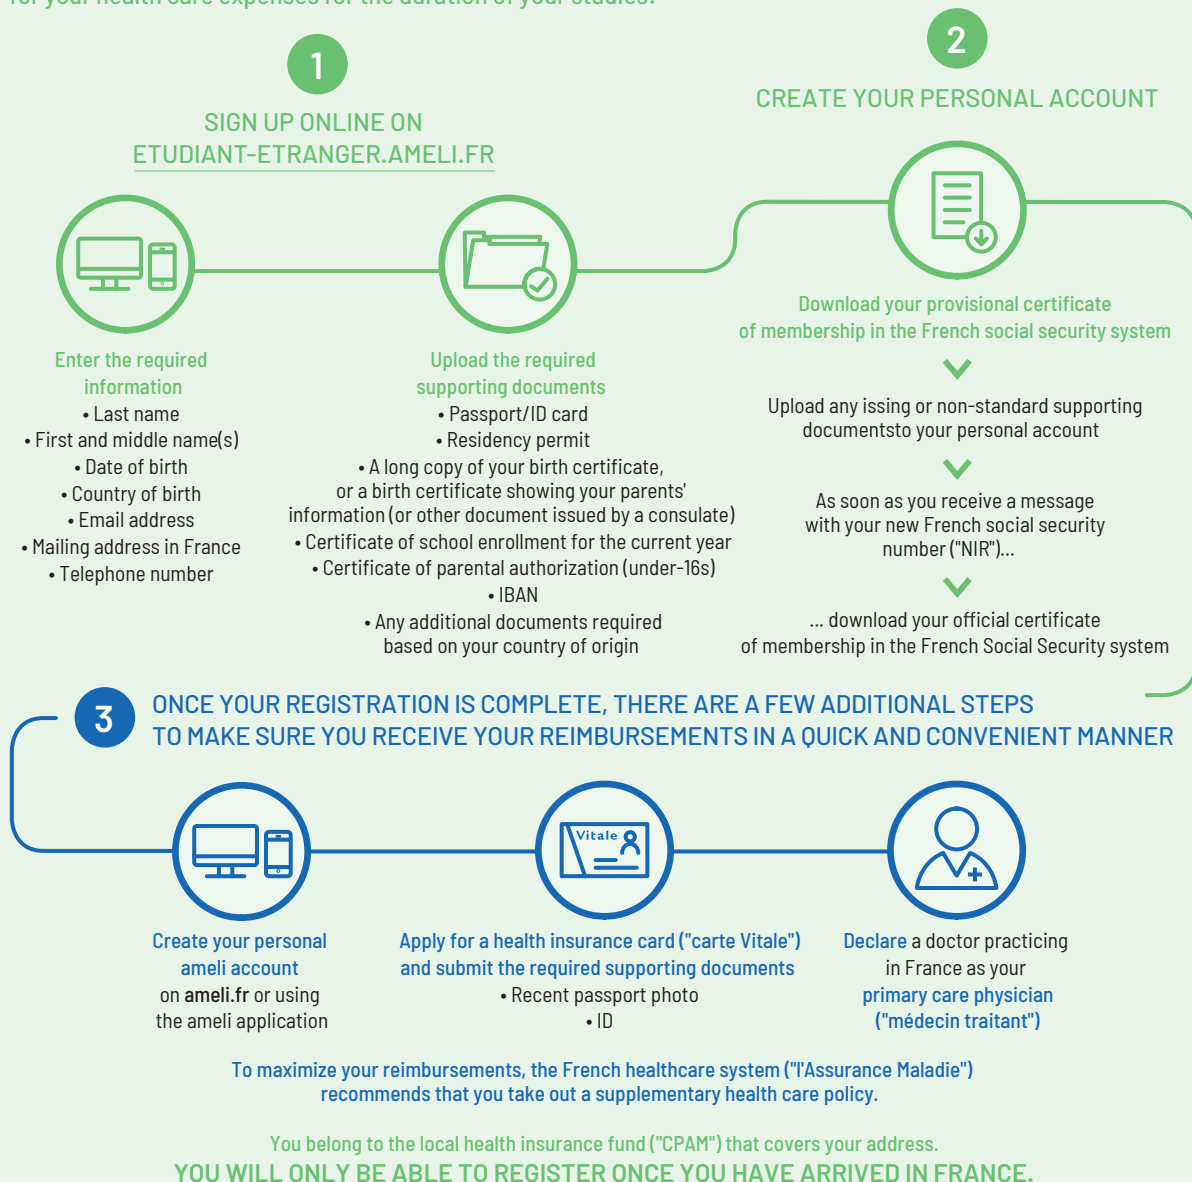 for your health care expenses for the duration of your studies.
1
SIGN UP ONLINE ON
ETUDIANT-ETRANGER.AMELI.FR
Enter the required
information
• Last name
• First and middle name(s)
• Date of birth
• Country of birth
• Email address
• Mailing address in France
• Telephone number
Upload the required
supporting documents
• Passport/ID card
• Residency permit
• A long copy of your birth certificate,
or a birth certificate showing your parents'
information (or other document issued by a consulate)
• Certificate of school enrollment for the current year
• Certificate of parental authorization (under-16s)
• IBAN
• Any additional documents required
based on your country of origin
2
CREATE YOUR PERSONAL ACCOUNT
Download your provisional certificate
of membership in the French social security system
Upload any issing or non-standard supporting
documentsto your personal account
As soon as you receive a message
with your new French social security
number ("NIR")...
... download your official certificate
of membership in the French Social Security system
3
ONCE YOUR REGISTRATION IS COMPLETE, THERE ARE A FEW ADDITIONAL STEPS
TO MAKE SURE YOU RECEIVE YOUR REIMBURSEMENTS IN A QUICK AND CONVENIENT MANNER
Create your personal
ameli account
on ameli.fr or using
the ameli application
Vitale
Apply for a health insurance card ("carte Vitale")
and submit the required supporting documents
• Recent passport photo
• ID
Declare a doctor practicing
in France as your
primary care physician
("médecin traitant")
To maximize your reimbursements, the French healthcare system ("l'Assurance Maladie")
recommends that you take out a supplementary health care policy.
You belong to the local health insurance fund ("CPAM") that covers your address.
YOU WILL ONLY BE ABLE TO REGISTER ONCE YOU HAVE ARRIVED IN FRANCE.